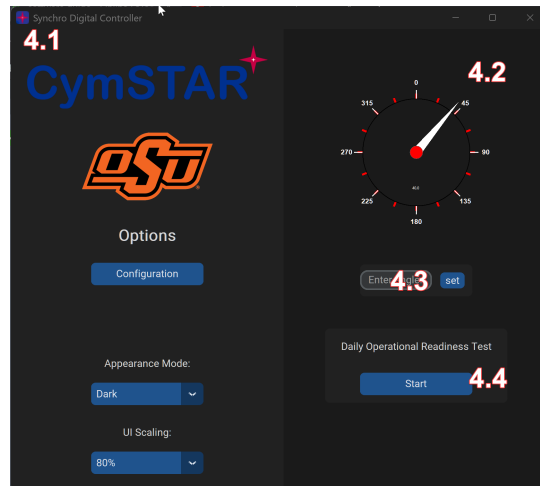 Synchro Digital Controller
4.1
CymSTAR
OSU
Options
Configuration
Appearance Mode:
Dark
UI Scaling:
80%
4.2
0
45
90
135
180
225
270
315
4.3
set
Daily Operational Readiness Test
Start
4.4